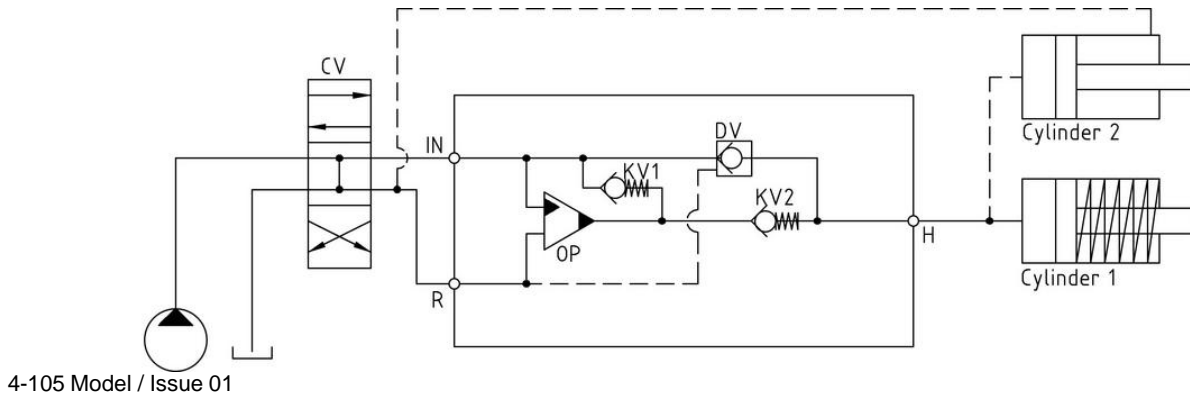 CV
IN
DV
KV1
KV2
OP
H
R
Cylinder 2
Cylinder 1
4-105 Model / Issue 01